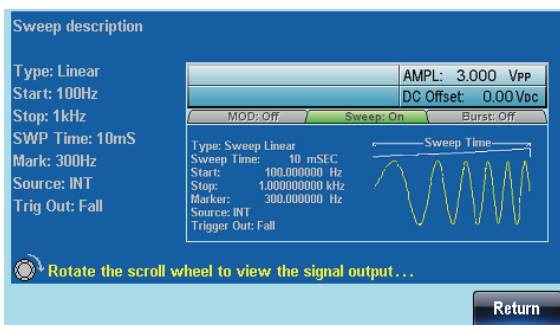 Sweep description
Type: Linear
Start: 100Hz
Stop: 1kHz
SWP Time: 10mS
Mark: 300Hz
Source: INT
Trig Out: Fall
AMPL: 3.000 VPP
DC Offset: 0.00 VDC
MOD: Off
Sweep: On
Burst: Off
Type: Sweep Linear
Sweep Time: 10 mSEC
Start: 100.000000 Hz
Stop: 1.000000000 kHz
Marker: 300.000000 Hz
Source: INT
Trigger Out: Fall
Sweep Time
Rotate the scroll wheel to view the signal output...
Return